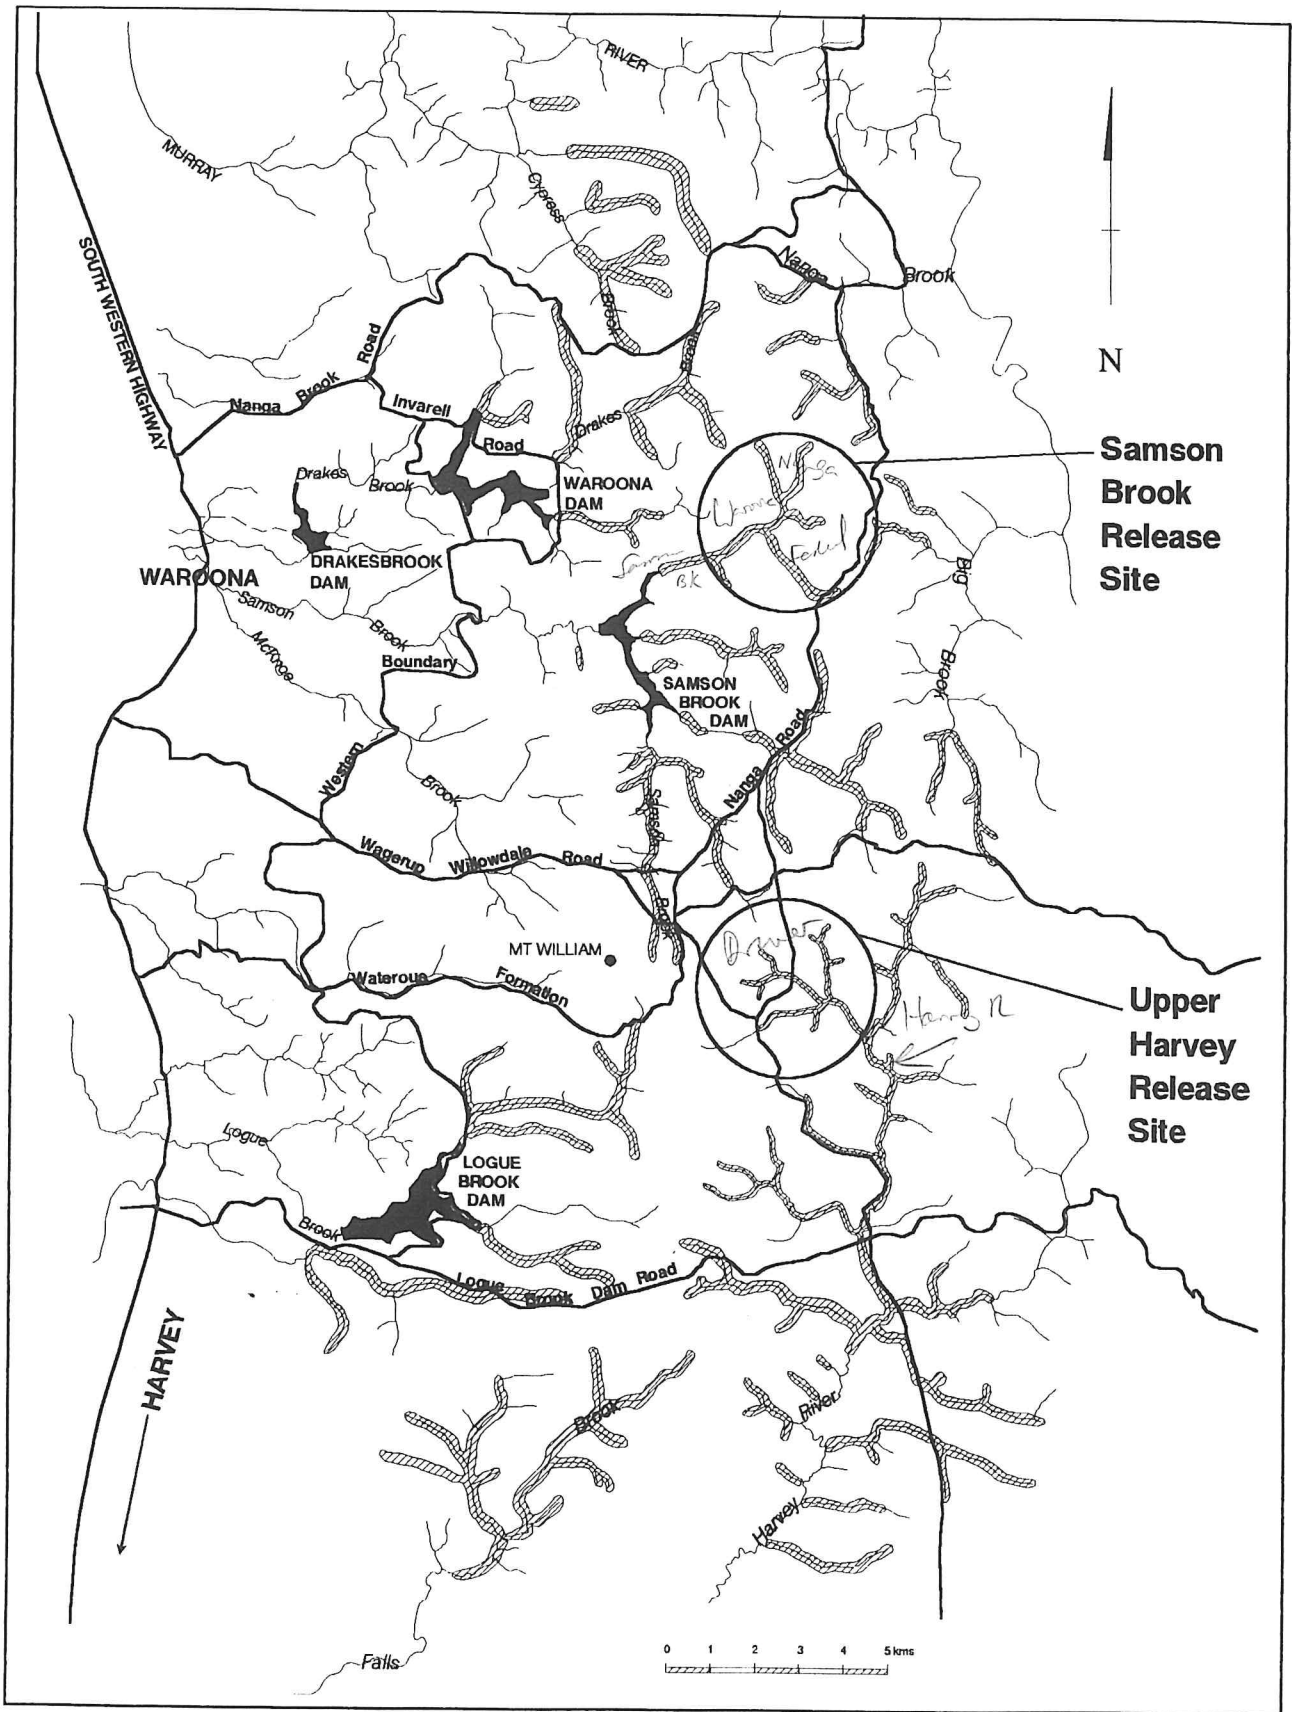 RIVER
MURRAY
Cypress
Brook
Nanga
Brook
SOUTH WESTERN HIGHWAY
N
Nanga Brook Road
Invarell
Road
Drakes
Samson
Brook
Release
Site
Nanga
Drakes
Brook
WAROONA
DAM
DRAKESBROOK
DAM
WAROONA
Samson
Brook
McKnoe
Brook
Boundary
Western
BK
Big
Brook
SAMSON
BROOK
DAM
Nanga Road
Samson
Brook
Wagerup Willowdale Road
MT WILLIAM
Waterous Formation
Harvey R
Upper
Harvey
Release
Site
Logue
Brook
LOGUE
BROOK
DAM
Logue Brook Dam Road
HARVEY
Brook
River
Harvey
Falls
0 1 2 3 4 5 kms